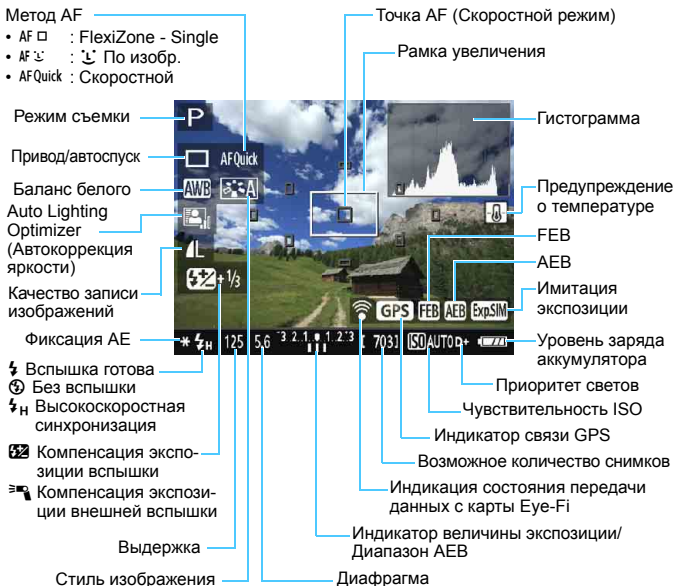 Метод AF
• AF □ : FlexiZone - Single
• AF : По изобр.
• AFQuick : Скоростной
Точка AF (Скоростной режим)
Рамка увеличения
Режим съемки
Гистограмма
Привод/автоспуск
Баланс белого
Auto Lighting
Optimizer
(Автокоррекция
яркости)
Качество записи
изображений
Фиксация AE
Вспышка готова
Без вспышки
H Высокоскоростная
синхронизация
Компенсация экспо-
зиции вспышки
Компенсация экспози-
ции внешней вспышки
Выдержка
Стиль изображения
P
AFQuick
AWB
A
L
+1/3
GPS FEB AEB Exp.SIM
* H 125 5.6 -3..2..1..▾..1..2..+3 [ 703] ISO AUTO D+
Предупреждение
о температуре
FEB
AEB
Имитация
экспозиции
Уровень заряда
аккумулятора
Приоритет светов
Чувствительность ISO
Индикатор связи GPS
Возможное количество снимков
Индикация состояния передачи
данных с карты Eye-Fi
Индикатор величины экспозиции/
Диапазон AEB
Диафрагма